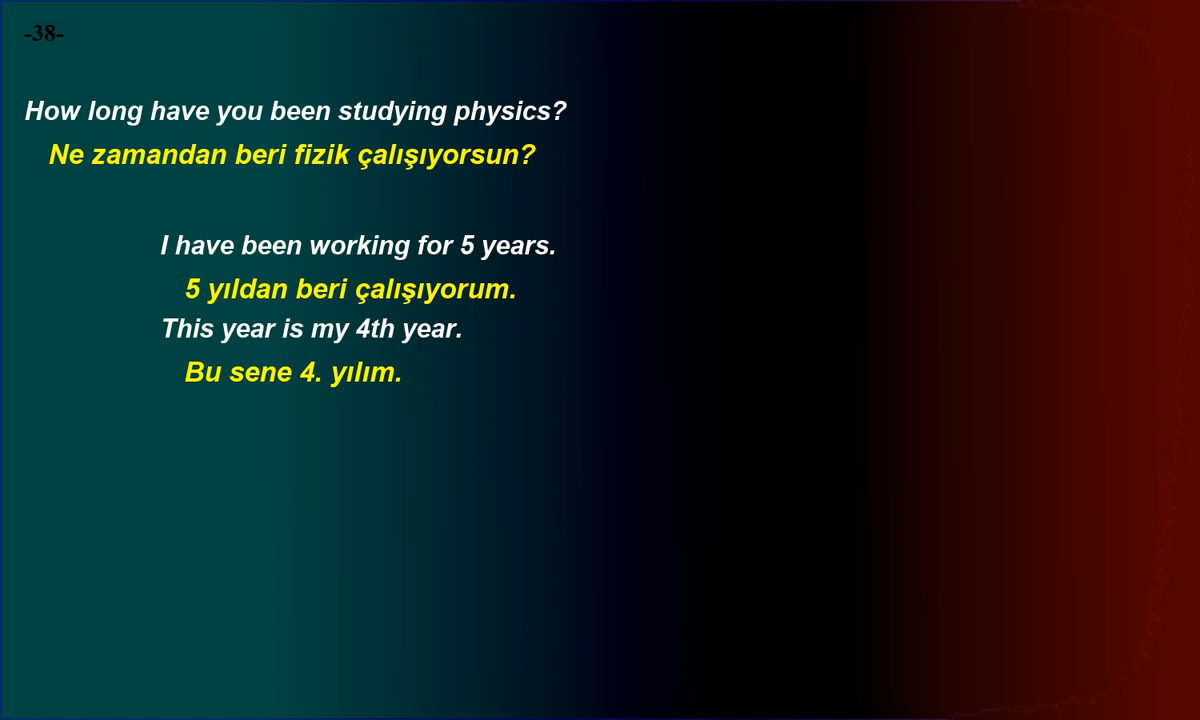 -38-
How long have you been studying physics?
Ne zamandan beri fizik çalışıyorsun?
I have been working for 5 years.
5 yıldan beri çalışıyorum.
This year is my 4th year.
Bu sene 4. yılım.